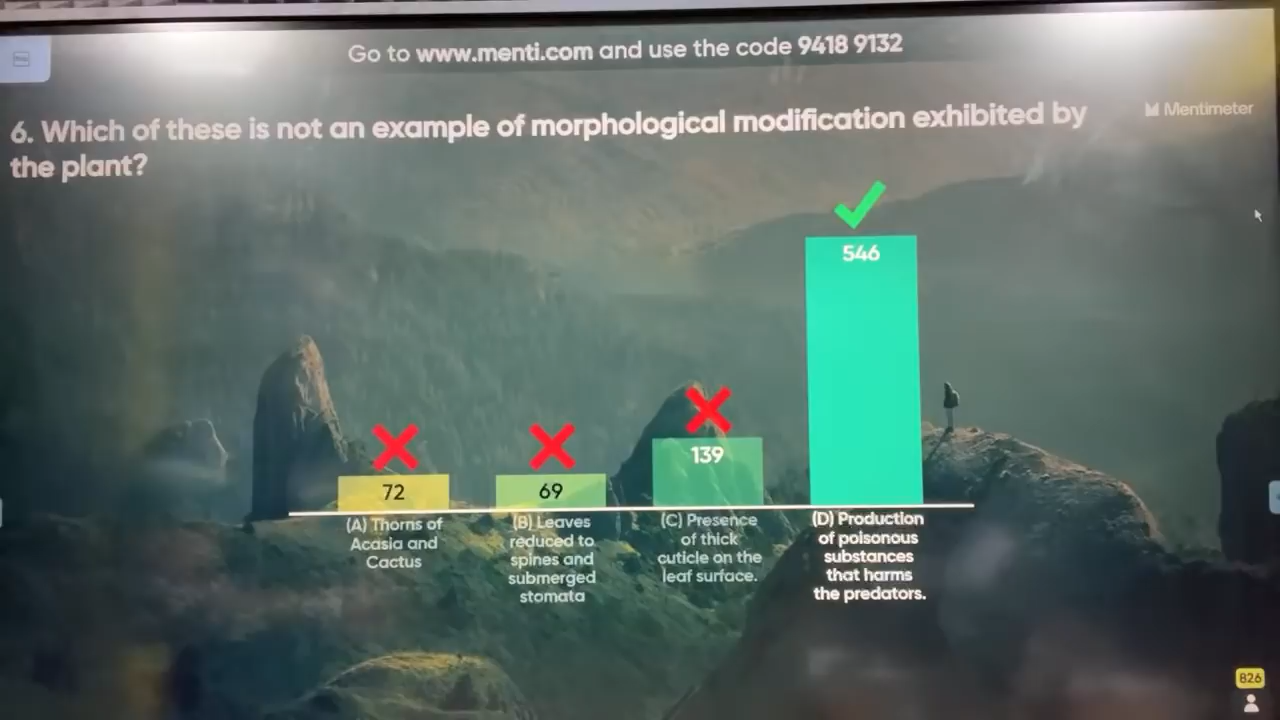 Go to www.menti.com and use the code 9418 9132
Mentimeter
6. Which of these is not an example of morphological modification exhibited by
the plant?
546
139
72
69
(A) Thorns of
Acasia and
Cactus
(B) Leaves
reduced to
spines and
submerged
stomata
(C) Presence
of thick
cuticle on the
leaf surface.
(D) Production
of poisonous
substances
that harms
the predators.
826